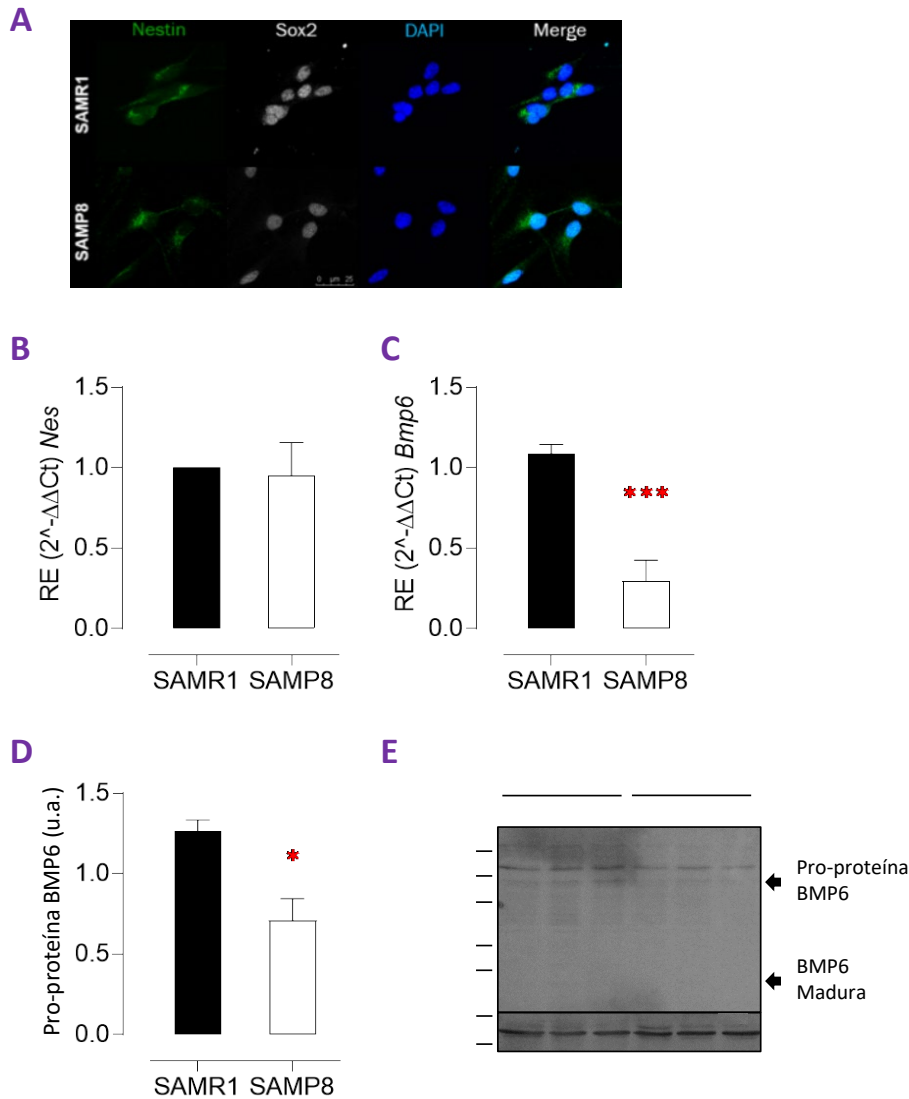 A
Nestin Sox2 DAPI Merge
SAMR1
SAMP8
0 µm 25
B
RE (2^-ΔΔCt) Nes
1.5
1.0
0.5
0.0
SAMR1 SAMP8
C
RE (2^-ΔΔCt) Bmp6
1.5
1.0
0.5
0.0
***
SAMR1 SAMP8
D
Pro-proteína BMP6 (u.a.)
1.5
1.0
0.5
0.0
*
SAMR1 SAMP8
E
Pro-proteína
BMP6
BMP6
Madura